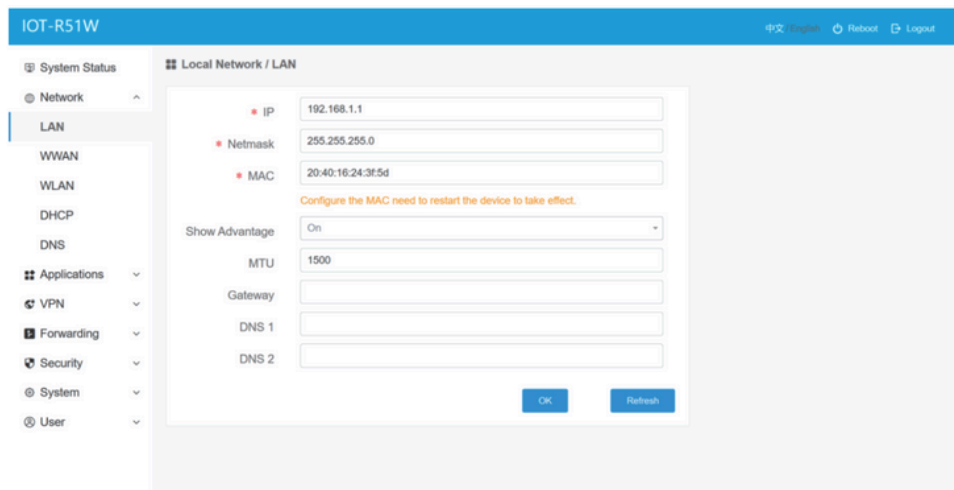 IOT-R51W
中文/English Reboot Logout
System Status
Network
LAN
WWAN
WLAN
DHCP
DNS
Applications
VPN
Forwarding
Security
System
User
Local Network / LAN
* IP 192.168.1.1
* Netmask 255.255.255.0
* MAC 20:40:16:24:3f:5d
Configure the MAC need to restart the device to take effect.
Show Advantage On
MTU 1500
Gateway
DNS 1
DNS 2
OK Refresh